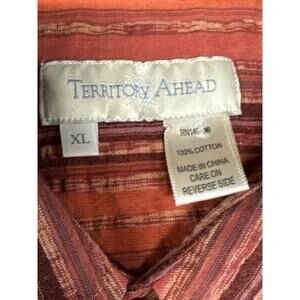 TERRITORY AHEAD
XL
100% COTTON
MADE IN CHINA
CARE ON
REVERSE SIDE